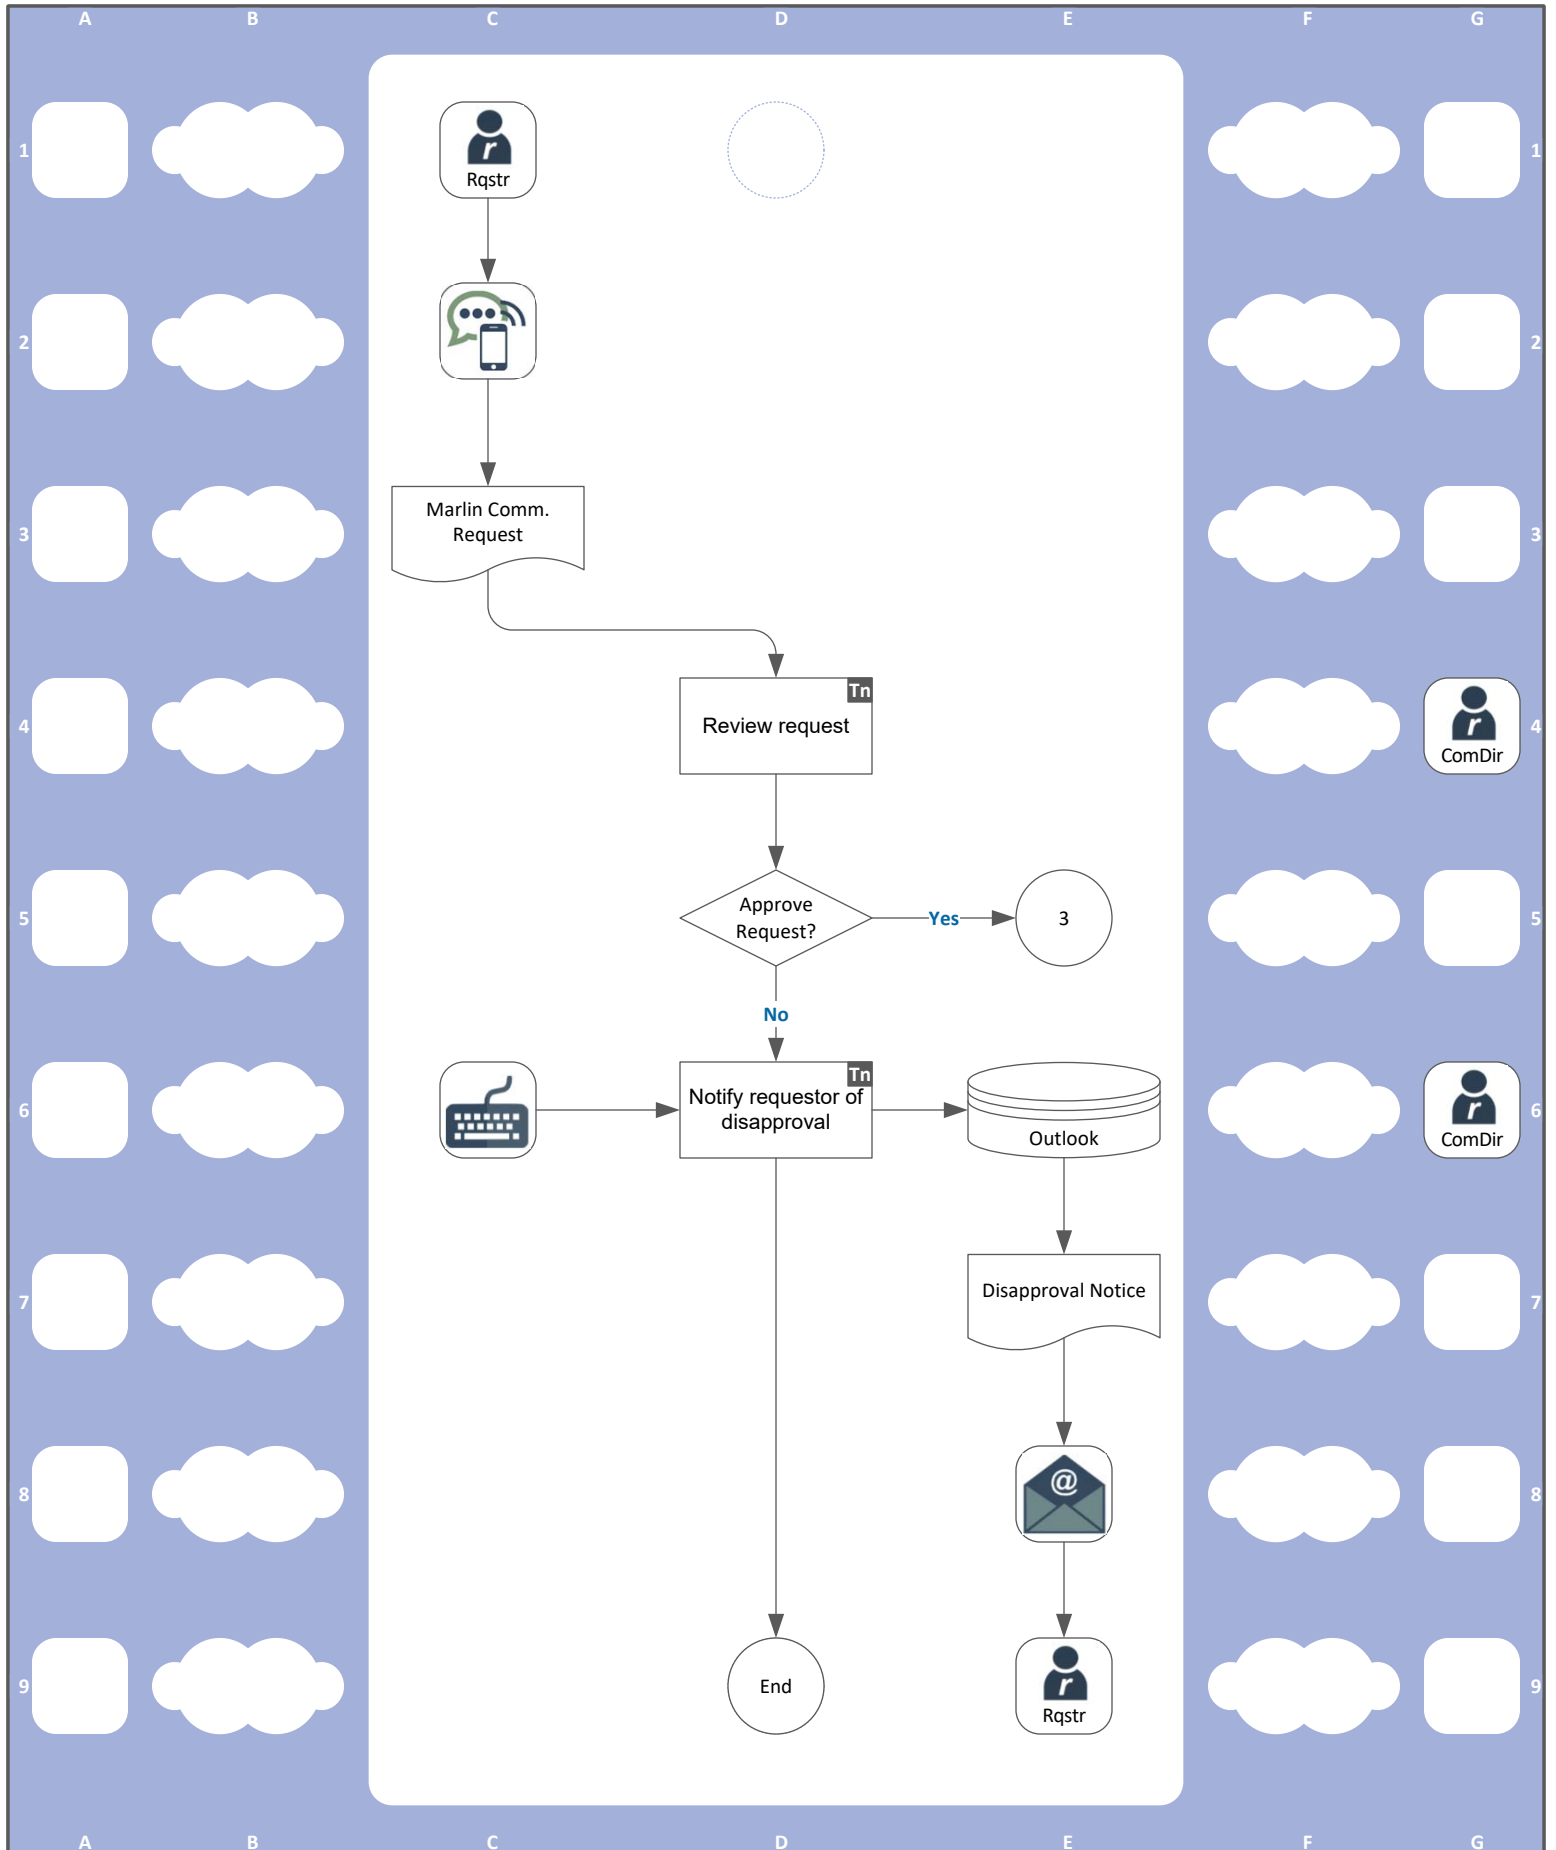 A B C D E F G
1 1
r
Rqstr
2 2
3 3
Marlin Comm.
Request
Tn
4 4
Review request
r
ComDir
5 5
Approve
Request?
Yes
3
No
6 6
Tn
Notify requestor of
disapproval
Outlook
r
ComDir
7 7
Disapproval Notice
8 8
@
9 9
End
r
Rqstr
A B C D E F G